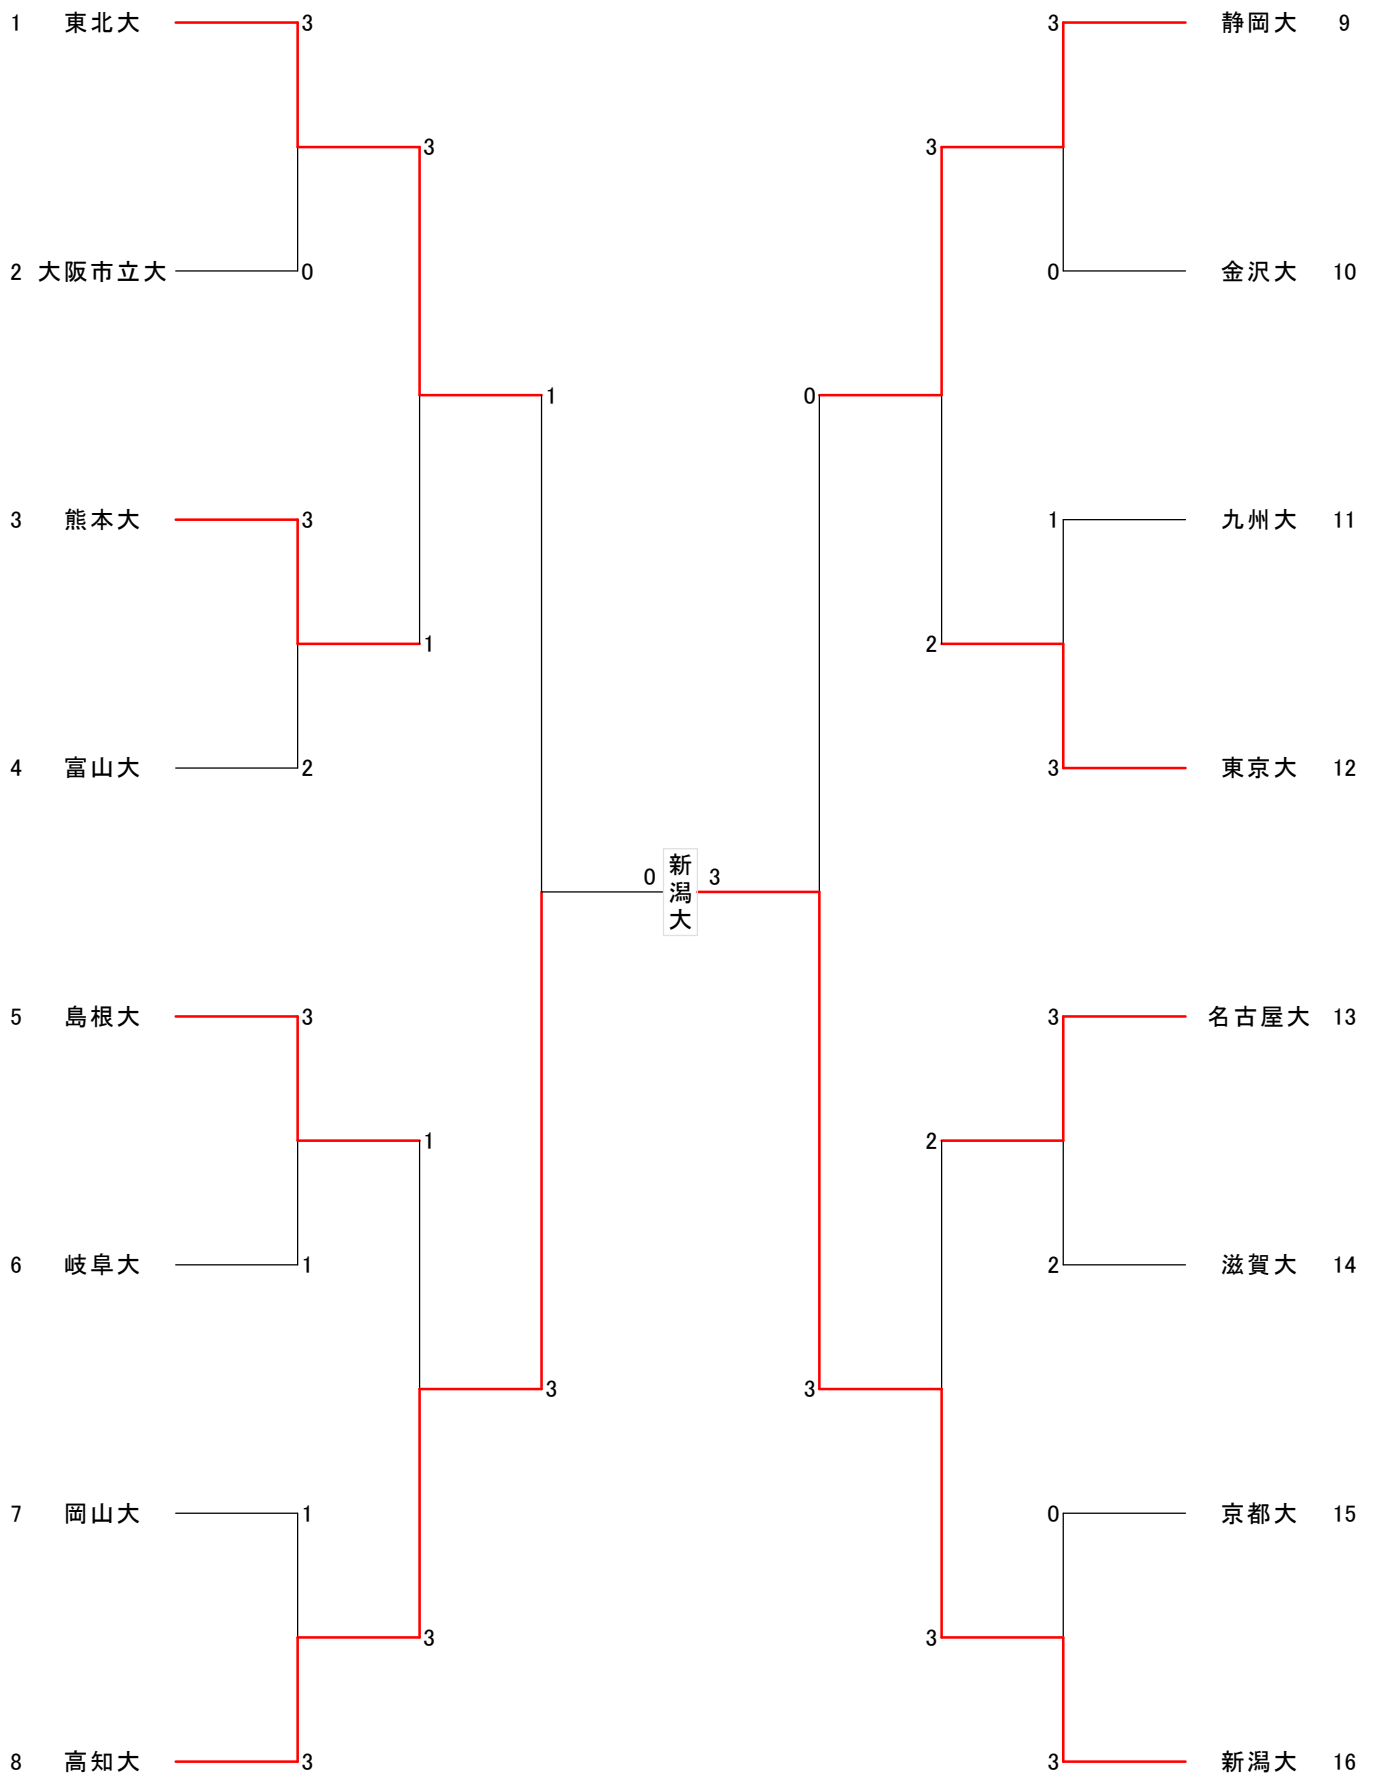 1 東北大 3
3
2 大阪市立大 0
1
3 熊本大 3
1
4 富山大 2
0 新潟大 3
5 島根大 3
1
6 岐阜大 1
3
7 岡山大 1
3
8 高知大 3
3 静岡大 9
3
0 金沢大 10
0
1 九州大 11
2
3 東京大 12
3 名古屋大 13
2
2 滋賀大 14
3
0 京都大 15
3
3 新潟大 16